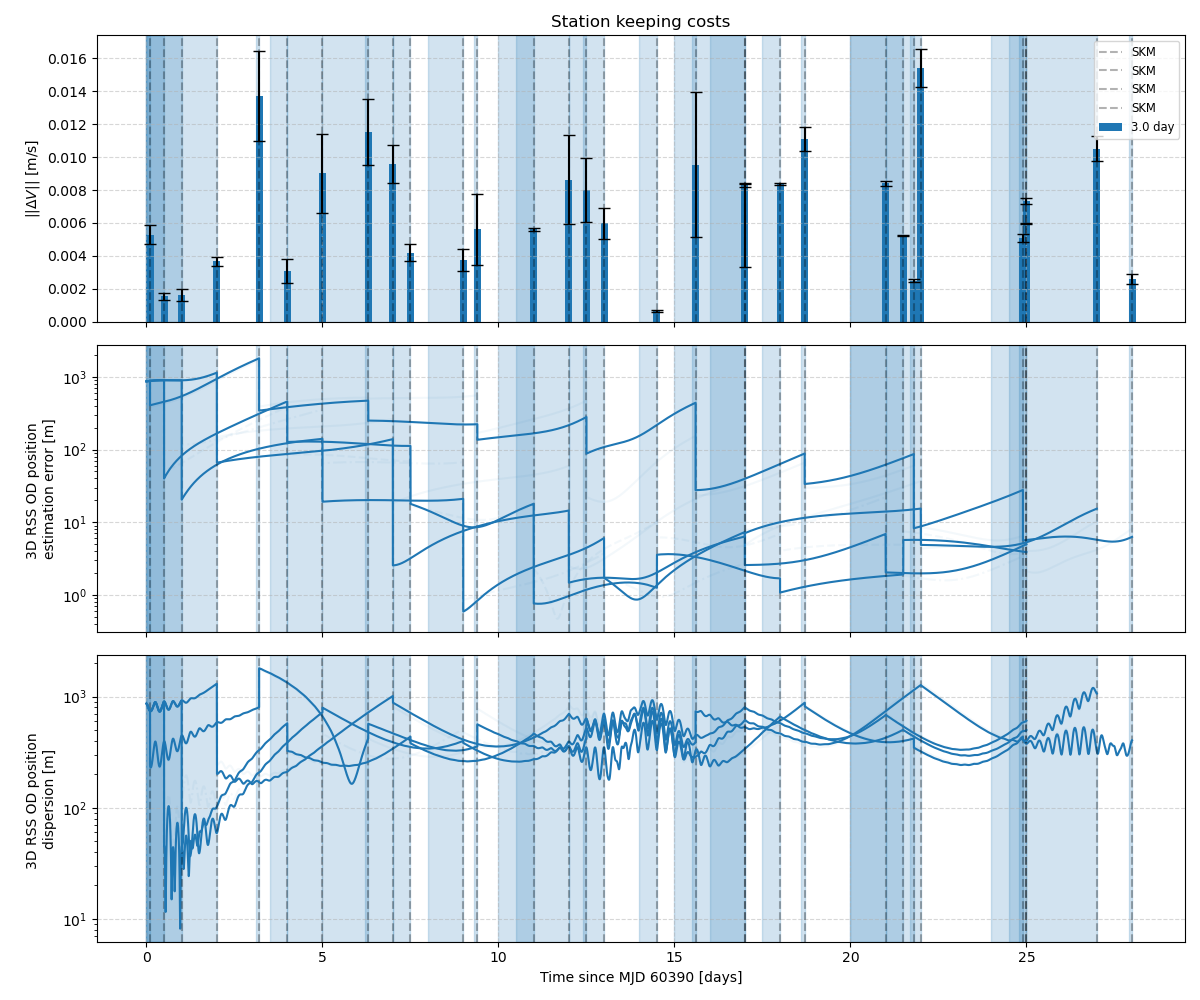 Station keeping costs
||ΔV|| [m/s]
0.016
0.014
0.012
0.010
0.008
0.006
0.004
0.002
0.000
SKM
SKM
SKM
SKM
3.0 day
3D RSS OD position
estimation error [m]
10³
10²
10¹
10⁰
3D RSS OD position
dispersion [m]
10³
10²
10¹
0 5 10 15 20 25
Time since MJD 60390 [days]